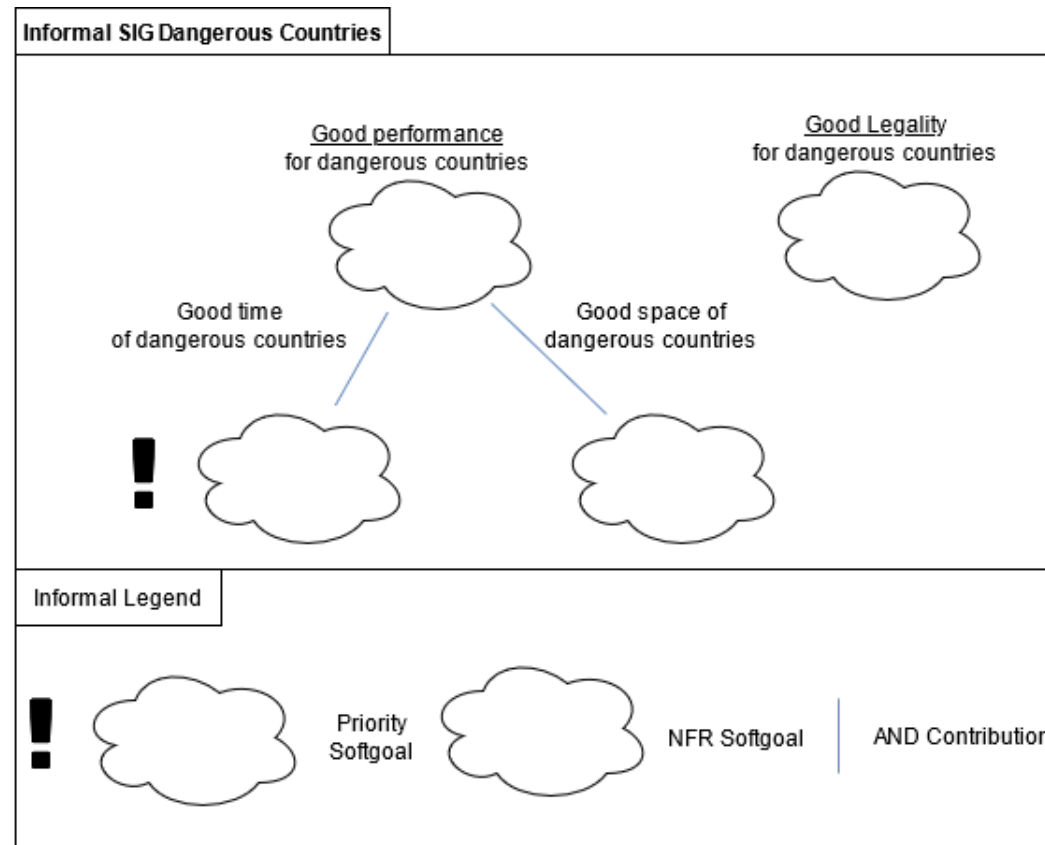 Informal SIG Dangerous Countries
Good performance
for dangerous countries
Good Legality
for dangerous countries
Good time
of dangerous countries
Good space of
dangerous countries
!
Informal Legend
!
Priority
Softgoal
NFR Softgoal
AND Contribution